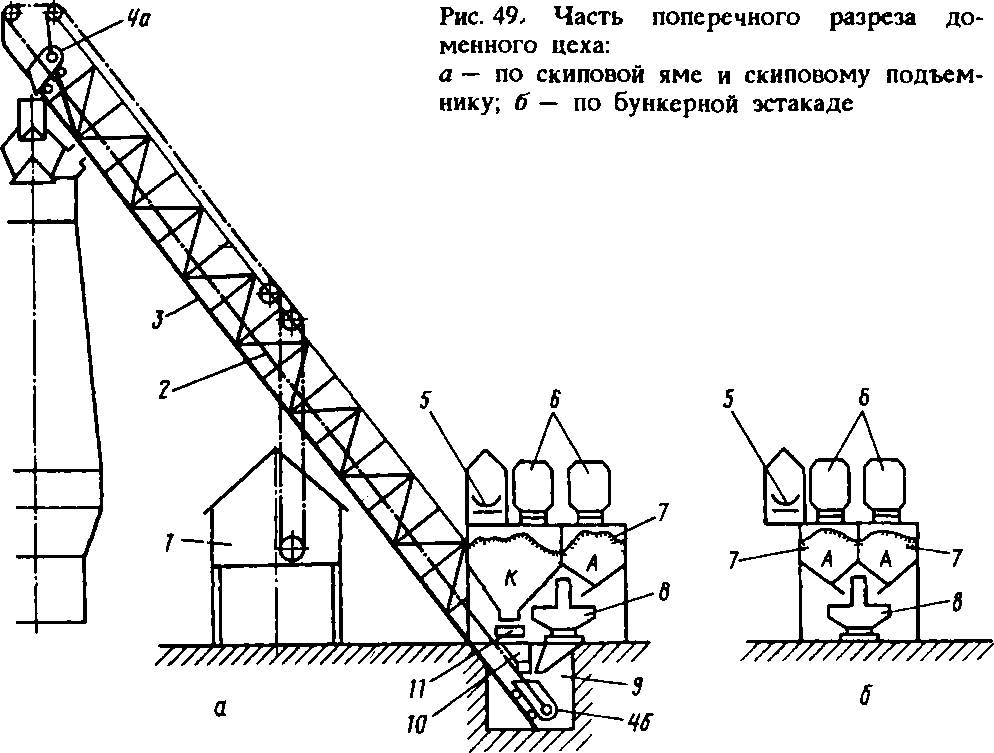 Рис. 49. Часть поперечного разреза до-
менного цеха:
а — по скиповой яме и скиповому подъем-
нику; б — по бункерной эстакаде
4а
3
2
5
6
5
6
7
1
К
А
7
А
А
7
8
8
11
10
9
4б
а
б